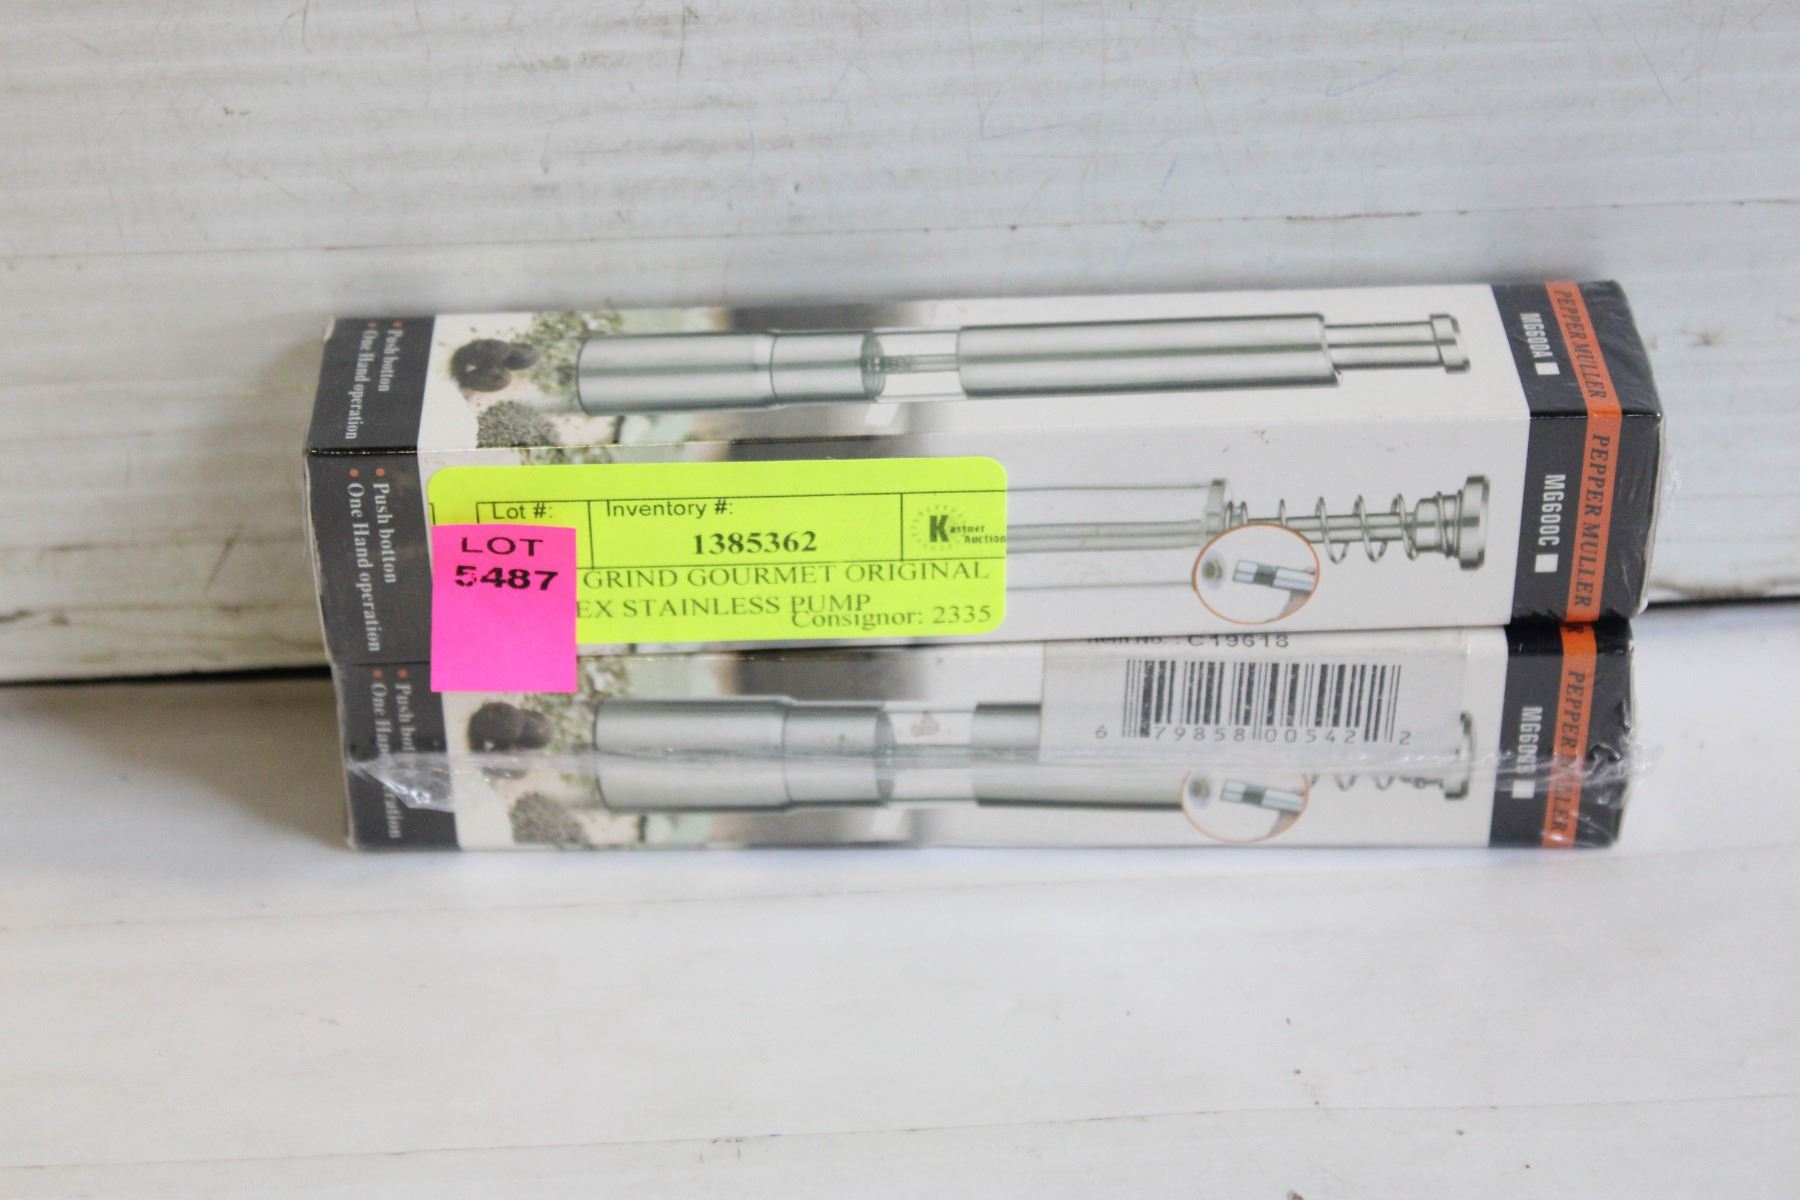 • Push botton
• One Hand operation
PEPPER MULLER
MG600A
• Push botton
• One Hand operation
PEPPER MULLER
MG600C
Lot #:
Inventory #:
1385362
Kastner
Auction
LOT
5487
GRIND GOURMET ORIGINAL
EX STAINLESS PUMP
Consignor: 2335
Item No.: C19618
6 79858 00542 2
• Push
• One
PEPPER MULLER